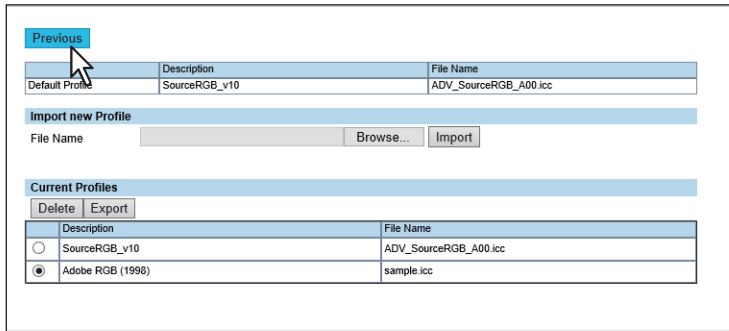 Previous
Description File Name
Default Profile SourceRGB_v10 ADV_SourceRGB_A00.icc
Import new Profile
File Name Browse... Import
Current Profiles
Delete Export
Description File Name
SourceRGB_v10 ADV_SourceRGB_A00.icc
Adobe RGB (1998) sample.icc